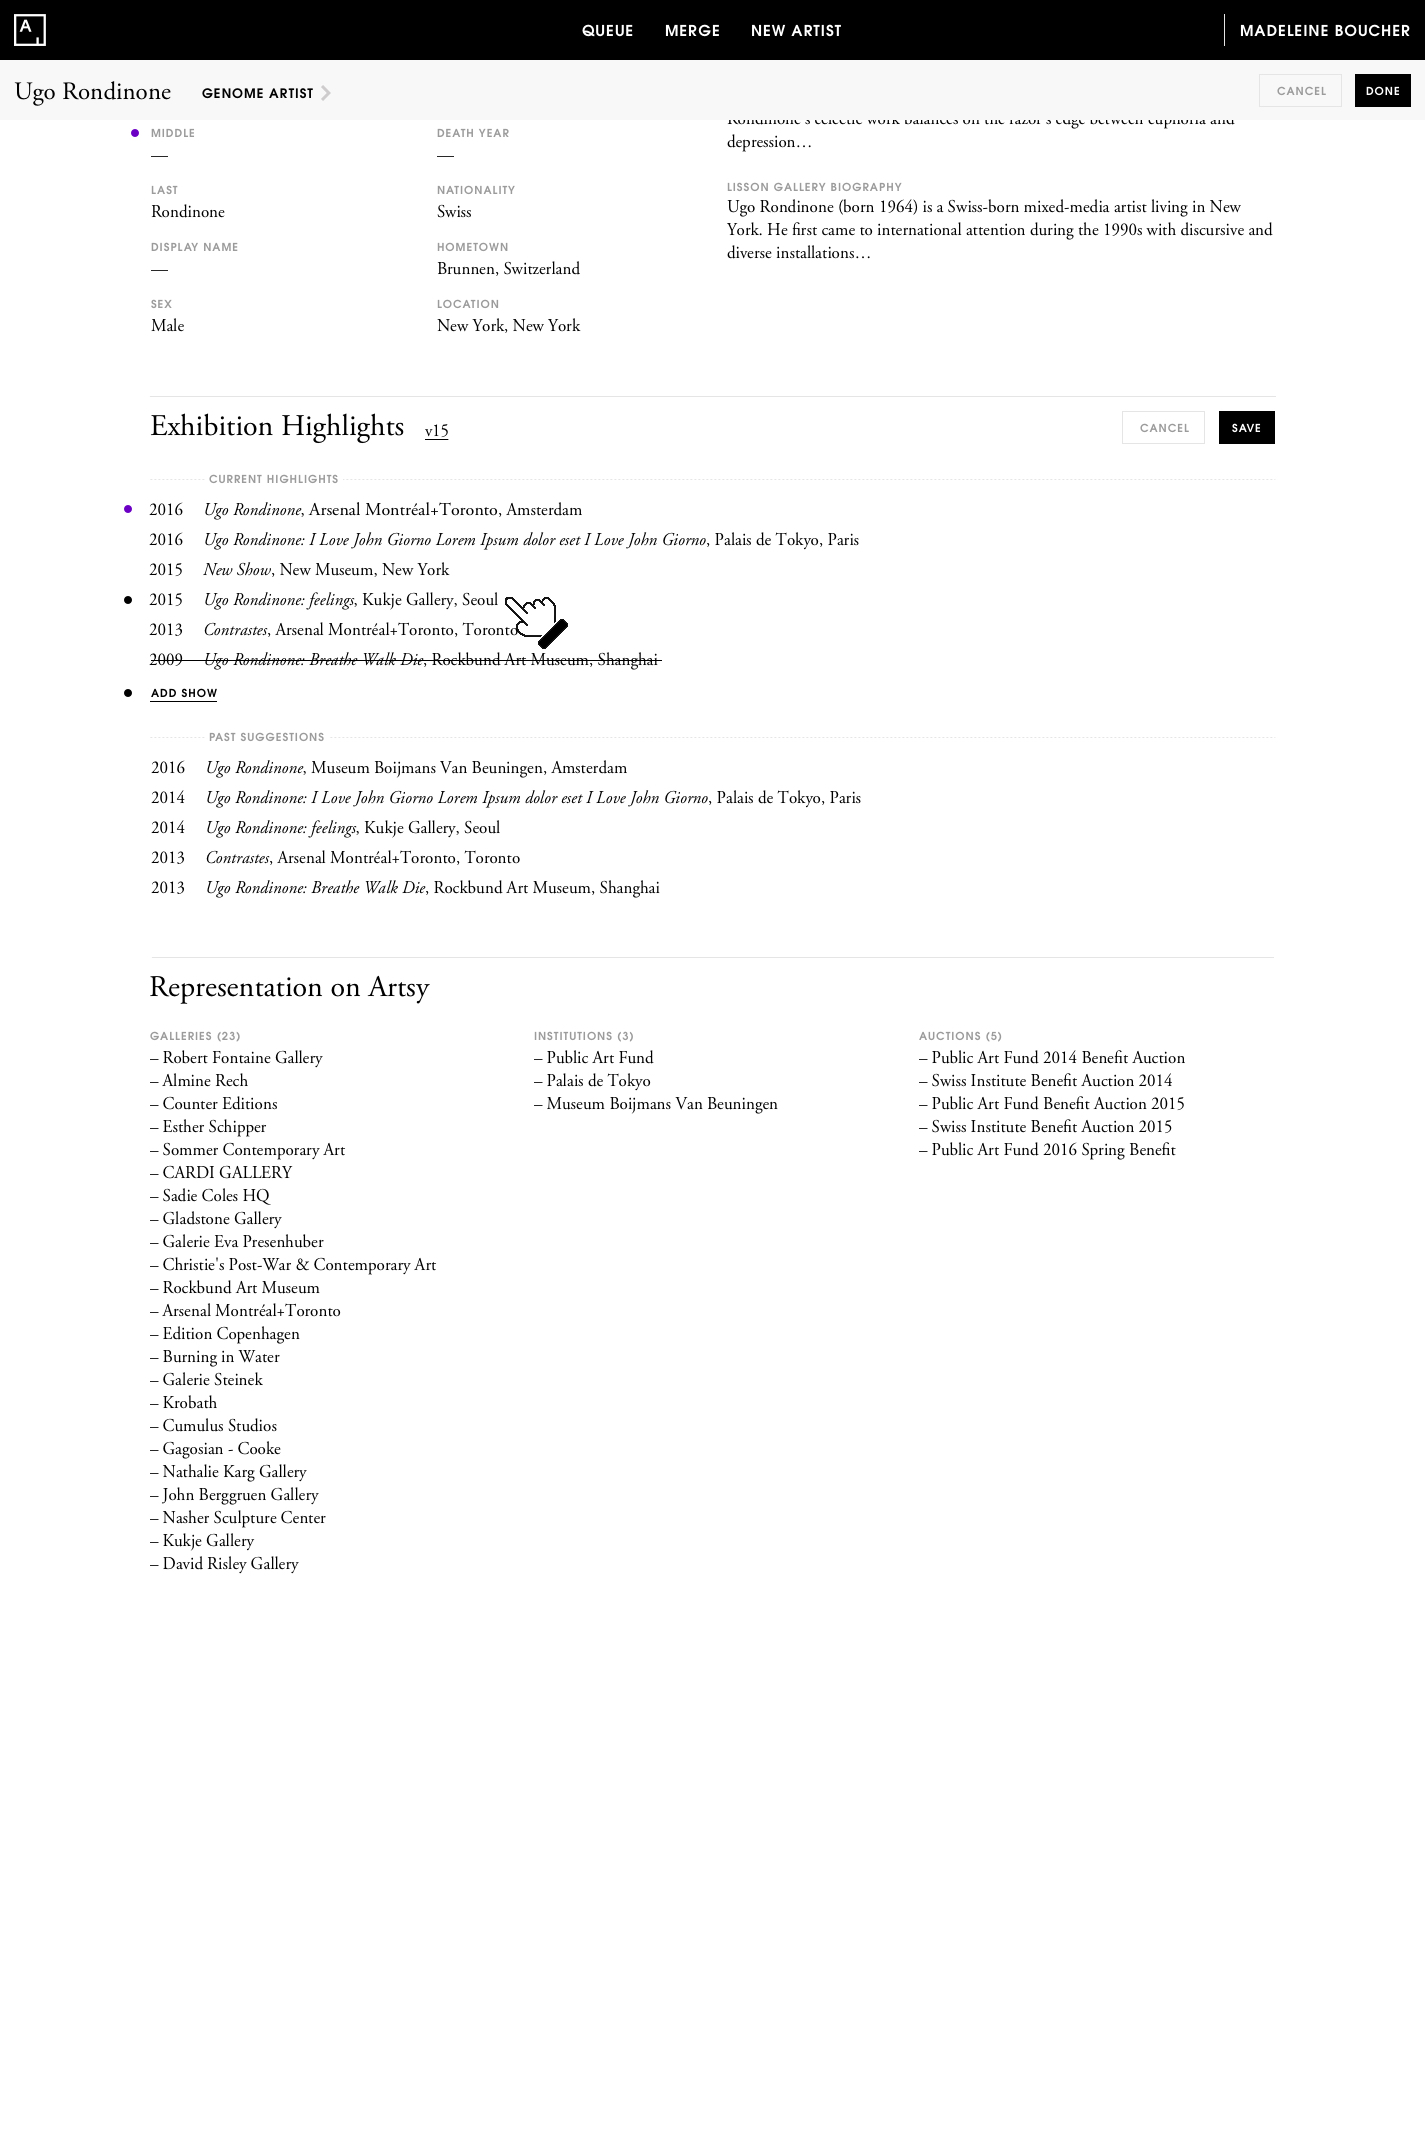 A
QUEUE MERGE NEW ARTIST
MADELEINE BOUCHER
Ugo Rondinone GENOME ARTIST
CANCEL DONE
MIDDLE
—
LAST
Rondinone
DISPLAY NAME
—
SEX
Male
DEATH YEAR
—
NATIONALITY
Swiss
HOMETOWN
Brunnen, Switzerland
LOCATION
New York, New York
Rondinone's eclectic work balances on the razor's edge between euphoria and
depression…
LISSON GALLERY BIOGRAPHY
Ugo Rondinone (born 1964) is a Swiss-born mixed-media artist living in New
York. He first came to international attention during the 1990s with discursive and
diverse installations…
Exhibition Highlights v15
CANCEL SAVE
CURRENT HIGHLIGHTS
2016 Ugo Rondinone, Arsenal Montréal+Toronto, Amsterdam
2016 Ugo Rondinone: I Love John Giorno Lorem Ipsum dolor eset I Love John Giorno, Palais de Tokyo, Paris
2015 New Show, New Museum, New York
2015 Ugo Rondinone: feelings, Kukje Gallery, Seoul
2013 Contrastes, Arsenal Montréal+Toronto, Toronto
2009 Ugo Rondinone: Breathe Walk Die, Rockbund Art Museum, Shanghai
ADD SHOW
PAST SUGGESTIONS
2016 Ugo Rondinone, Museum Boijmans Van Beuningen, Amsterdam
2014 Ugo Rondinone: I Love John Giorno Lorem Ipsum dolor eset I Love John Giorno, Palais de Tokyo, Paris
2014 Ugo Rondinone: feelings, Kukje Gallery, Seoul
2013 Contrastes, Arsenal Montréal+Toronto, Toronto
2013 Ugo Rondinone: Breathe Walk Die, Rockbund Art Museum, Shanghai
Representation on Artsy
GALLERIES (23)
– Robert Fontaine Gallery
– Almine Rech
– Counter Editions
– Esther Schipper
– Sommer Contemporary Art
– CARDI GALLERY
– Sadie Coles HQ
– Gladstone Gallery
– Galerie Eva Presenhuber
– Christie's Post-War & Contemporary Art
– Rockbund Art Museum
– Arsenal Montréal+Toronto
– Edition Copenhagen
– Burning in Water
– Galerie Steinek
– Krobath
– Cumulus Studios
– Gagosian - Cooke
– Nathalie Karg Gallery
– John Berggruen Gallery
– Nasher Sculpture Center
– Kukje Gallery
– David Risley Gallery
INSTITUTIONS (3)
– Public Art Fund
– Palais de Tokyo
– Museum Boijmans Van Beuningen
AUCTIONS (5)
– Public Art Fund 2014 Benefit Auction
– Swiss Institute Benefit Auction 2014
– Public Art Fund Benefit Auction 2015
– Swiss Institute Benefit Auction 2015
– Public Art Fund 2016 Spring Benefit